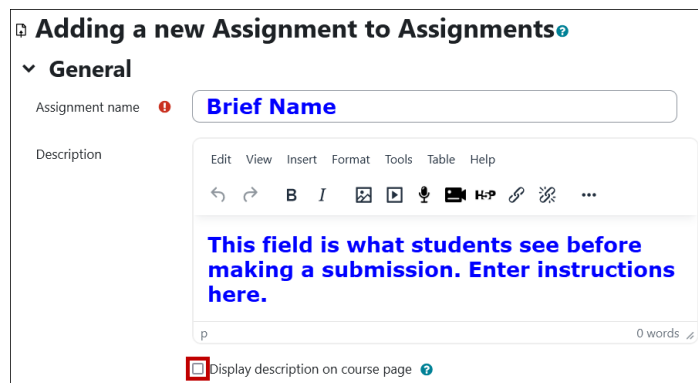 Adding a new Assignment to Assignments
General
Assignment name
Brief Name
Description
Edit View Insert Format Tools Table Help
B I H-P
This field is what students see before
making a submission. Enter instructions
here.
p 0 words
Display description on course page